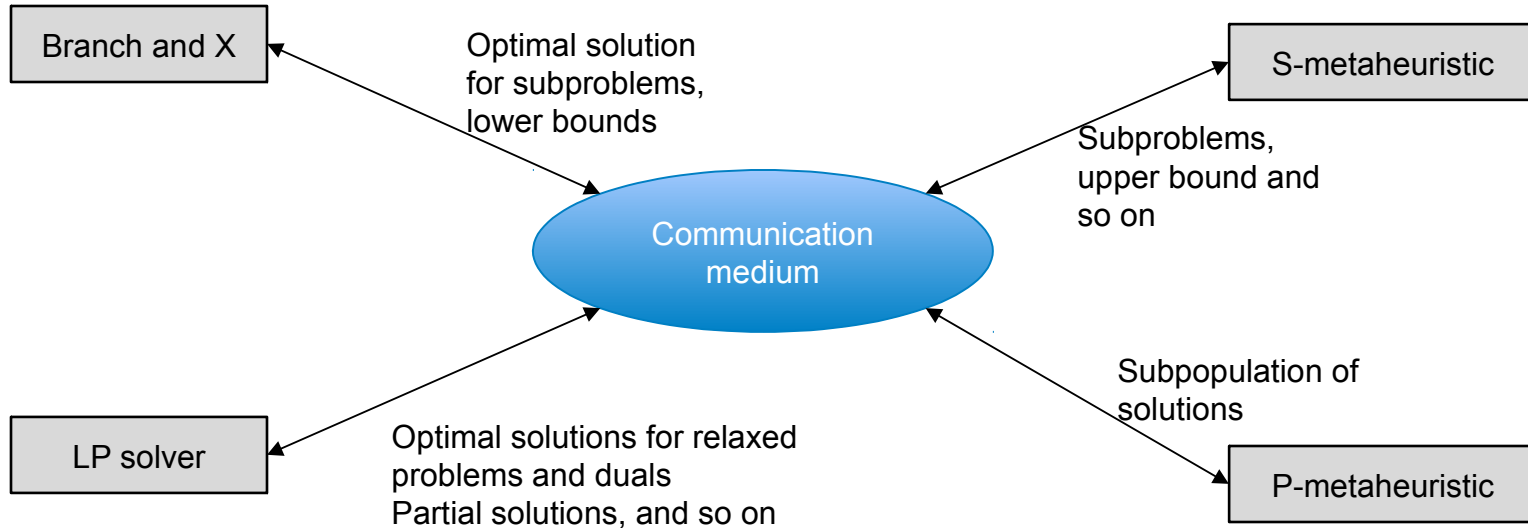 Branch and X
Optimal solution
for subproblems,
lower bounds
S-metaheuristic
Subproblems,
upper bound and
so on
Communication
medium
LP solver
Optimal solutions for relaxed
problems and duals
Partial solutions, and so on
Subpopulation of
solutions
P-metaheuristic